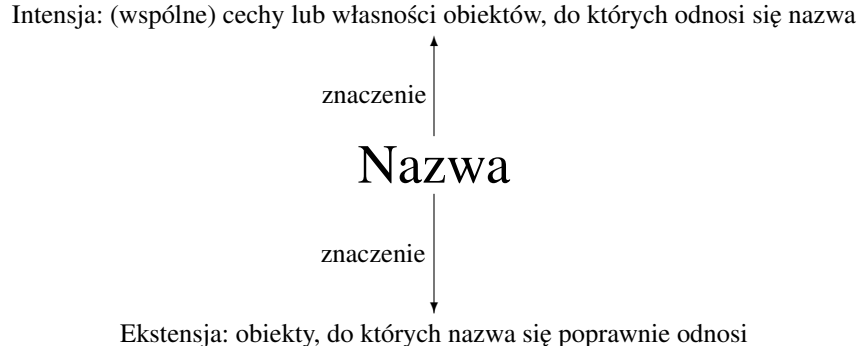 Intensja: (wspólne) cechy lub własności obiektów, do których odnosi się nazwa
znaczenie
Nazwa
znaczenie
Ekstensja: obiekty, do których nazwa się poprawnie odnosi